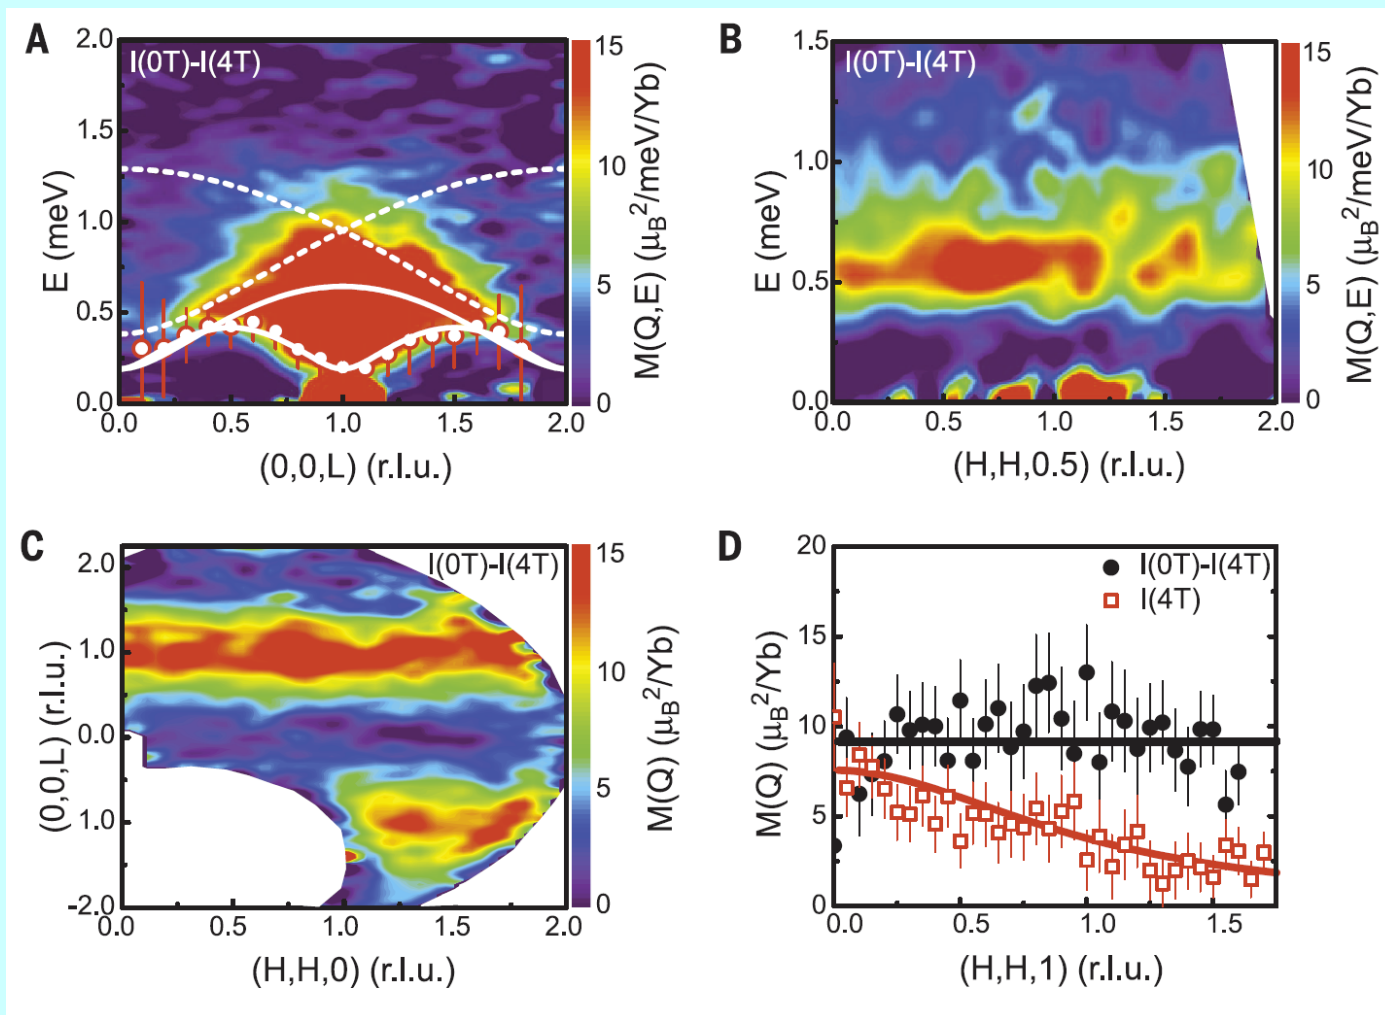 A
I(0T)-I(4T)
2.0
1.5
1.0
0.5
0.0
E (meV)
0.0 0.5 1.0 1.5 2.0
(0,0,L) (r.l.u.)
15
10
5
0
M(Q,E) (μB²/meV/Yb)
B
I(0T)-I(4T)
1.5
1.0
0.5
0.0
E (meV)
0.0 0.5 1.0 1.5 2.0
(H,H,0.5) (r.l.u.)
15
10
5
0
M(Q,E) (μB²/meV/Yb)
C
I(0T)-I(4T)
2.0
1.0
0.0
1.0
-2.0
(0,0,L) (r.l.u.)
0.0 0.5 1.0 1.5 2.0
(H,H,0) (r.l.u.)
15
10
5
0
M(Q) (μB²/Yb)
D
I(0T)-I(4T)
I(4T)
20
15
10
5
0
M(Q) (μB²/Yb)
0.0 0.5 1.0 1.5
(H,H,1) (r.l.u.)